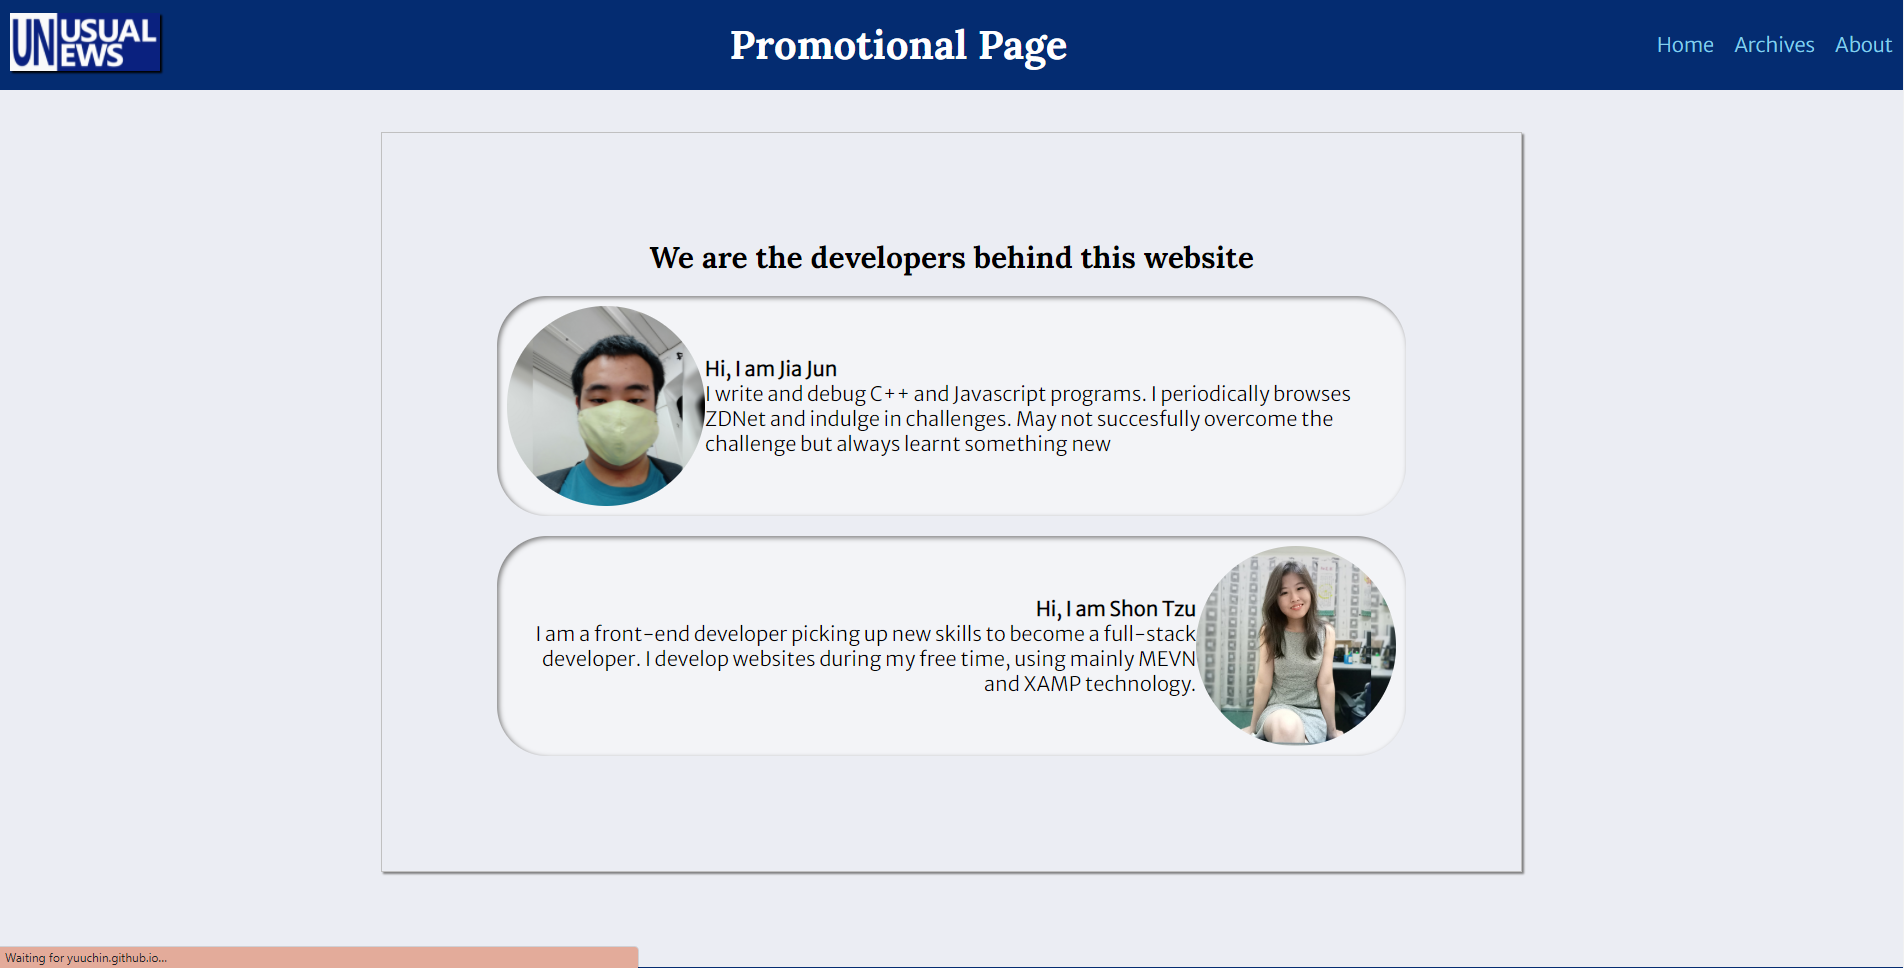 UNUSUAL
NEWS
Promotional Page
Home Archives About
We are the developers behind this website
Hi, I am Jia Jun
I write and debug C++ and Javascript programs. I periodically browses
ZDNet and indulge in challenges. May not succesfully overcome the
challenge but always learnt something new
Hi, I am Shon Tzu
I am a front-end developer picking up new skills to become a full-stack
developer. I develop websites during my free time, using mainly MEVN
and XAMP technology.
Waiting for yuuchin.github.io...